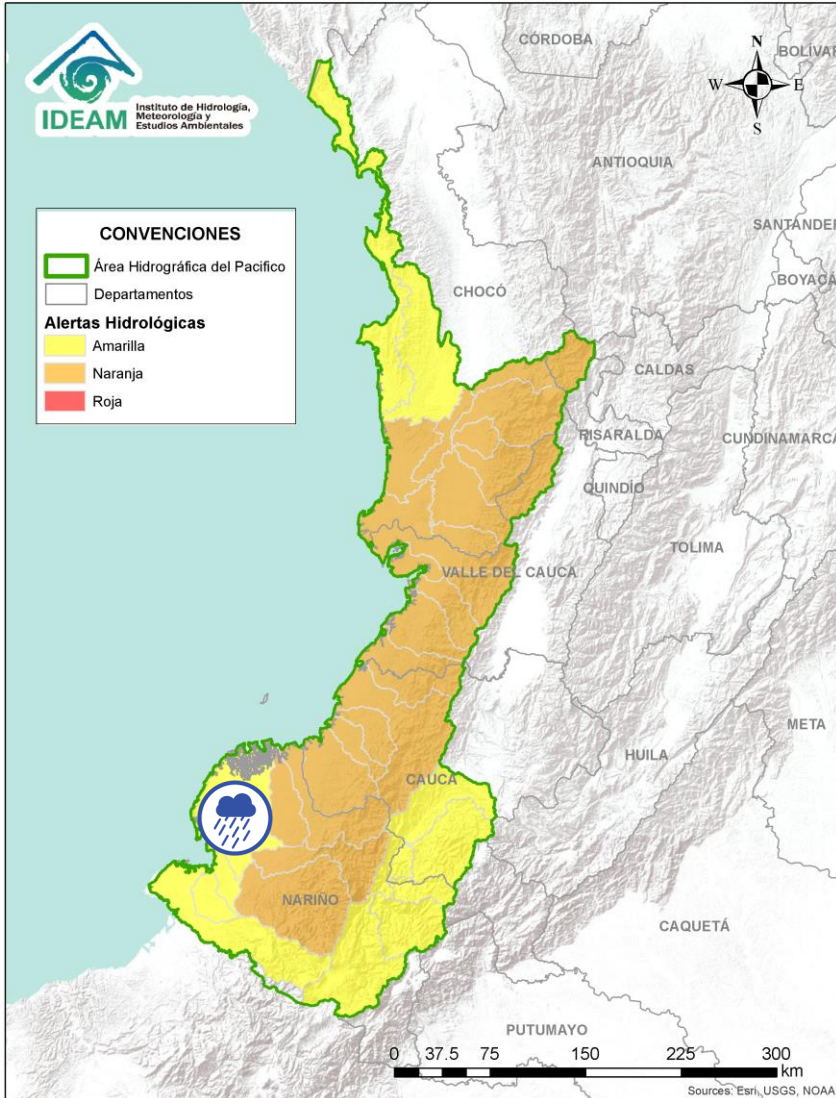 IDEAM
Instituto de Hidrología,
Meteorología y
Estudios Ambientales
CÓRDOBA
BOLÍVAR
N
W
E
S
ANTIOQUIA
SANTANDER
BOYACÁ
CONVENCIONES
Área Hidrográfica del Pacifico
Departamentos
Alertas Hidrológicas
Amarilla
Naranja
Roja
CHOCÓ
CALDAS
RISARALDA
CUNDINAMARCA
QUINDÍO
TOLIMA
VALLE DEL CAUCA
META
HUILA
CAUCA
NARIÑO
CAQUETÁ
PUTUMAYO
0 37.5 75 150 225 300
km
Sources: Esri, USGS, NOAA